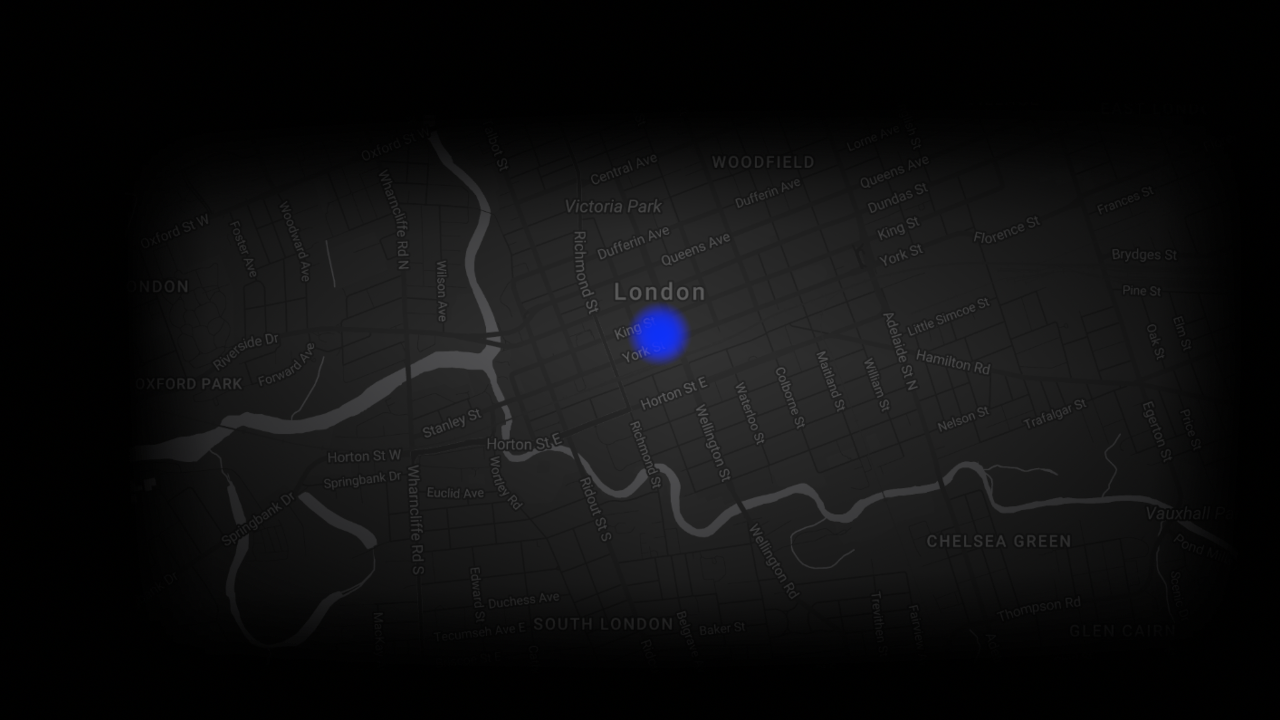 Oxford St W
Central Ave
WOODFIELD
Lorne Ave
Queens Ave
Dufferin Ave
Dundas St
Wharncliffe Rd N
Victoria Park
Frances St
King St
Florence St
Oxford St W
Foster Ave
Woodward Ave
Dufferin Ave
Queens Ave
York St
Brydges St
Richmond St
Wilson Ave
London
Pine St
King St
York St
Little Simcoe St
Adelaide St N
Oak St
Elm St
Riverside Dr
Forward Ave
Hamilton Rd
OXFORD PARK
Horton St E
Maitland St
William St
Colborne St
Waterloo St
Stanley St
Nelson St
Trafalgar St
Egerton St
Price St
Wellington St
Richmond St
Horton St E
Horton St W
Springbank Dr
Wortley Rd
Euclid Ave
Wharncliffe Rd S
Springbank Dr
Ridout St S
Vauxhall P
CHELSEA GREEN
Wellington Rd
Pond M
Edward St
Duchess Ave
Thompson Rd
SOUTH LONDON
Tecumseh Ave E
Baker St
GLEN CAIRN